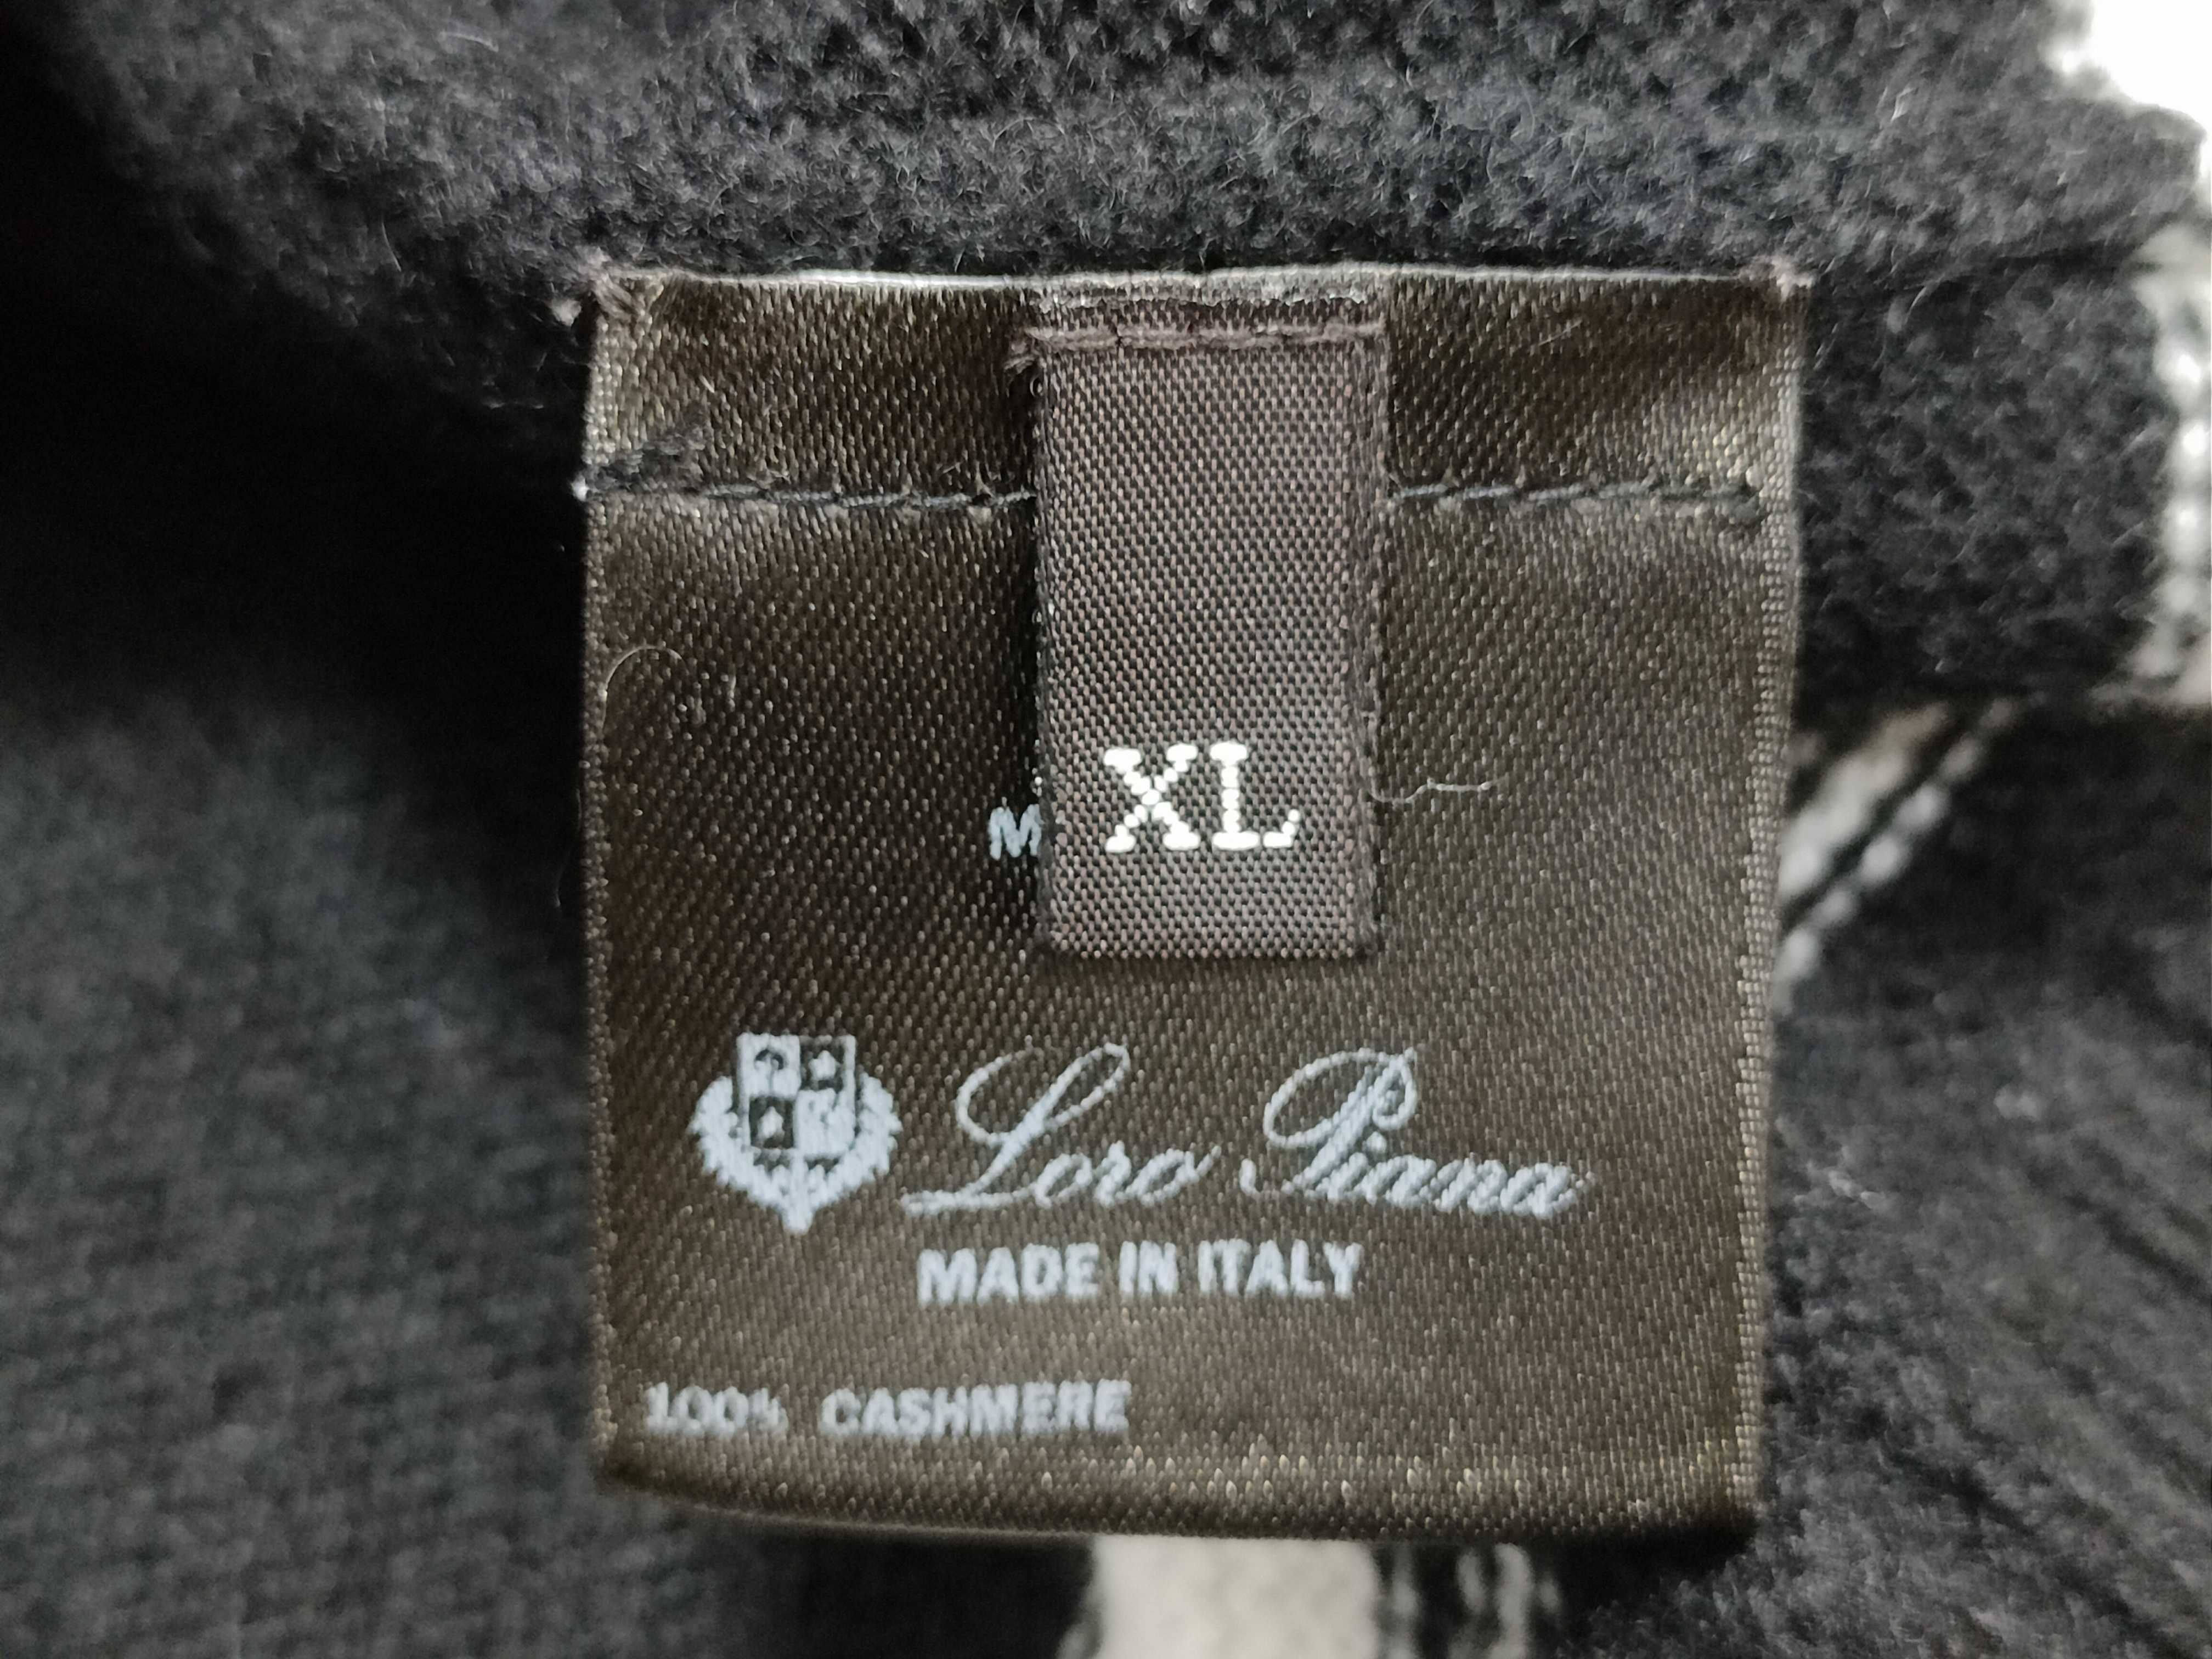 XL
M
Loro Piana
MADE IN ITALY
100% CASHMERE